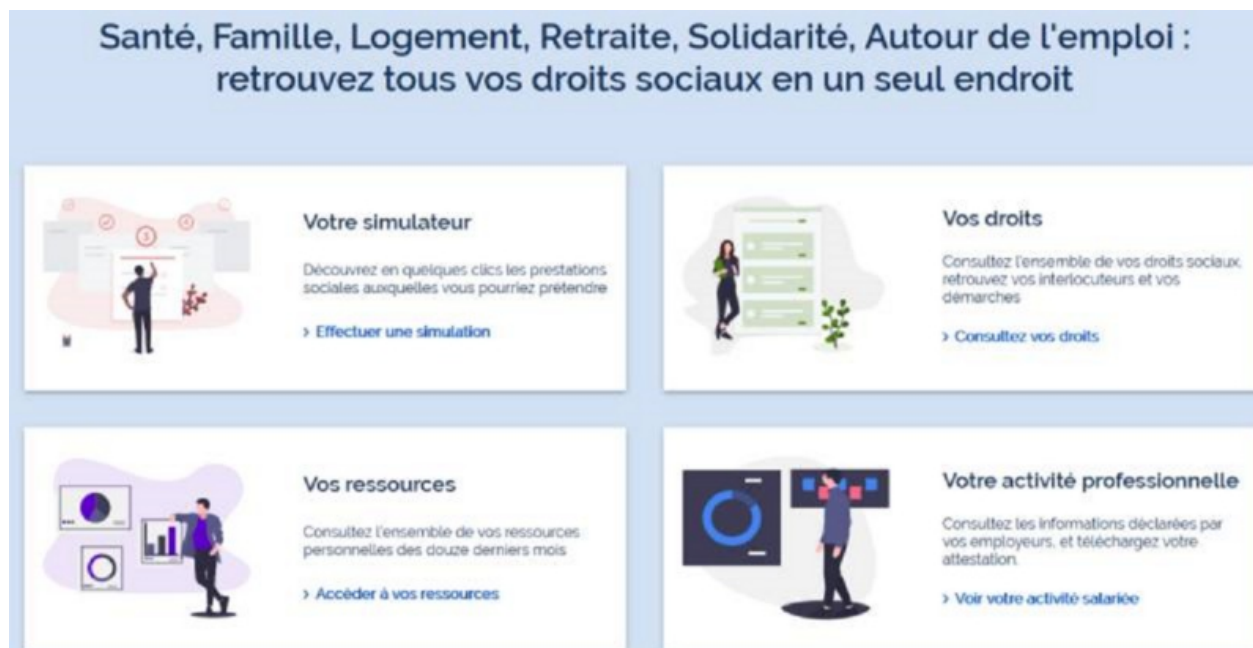 Santé, Famille, Logement, Retraite, Solidarité, Autour de l'emploi :
retrouvez tous vos droits sociaux en un seul endroit
Votre simulateur
Découvrez en quelques clics les prestations
sociales auxquelles vous pourriez prétendre
> Effectuer une simulation
Vos droits
Consultez l'ensemble de vos droits sociaux,
retrouvez vos interlocuteurs et vos
démarches
> Consultez vos droits
Vos ressources
Consultez l'ensemble de vos ressources
personnelles des douze derniers mois
> Accéder à vos ressources
Votre activité professionnelle
Consultez les informations déclarées par
vos employeurs, et téléchargez votre
attestation.
> Voir votre activité salariée